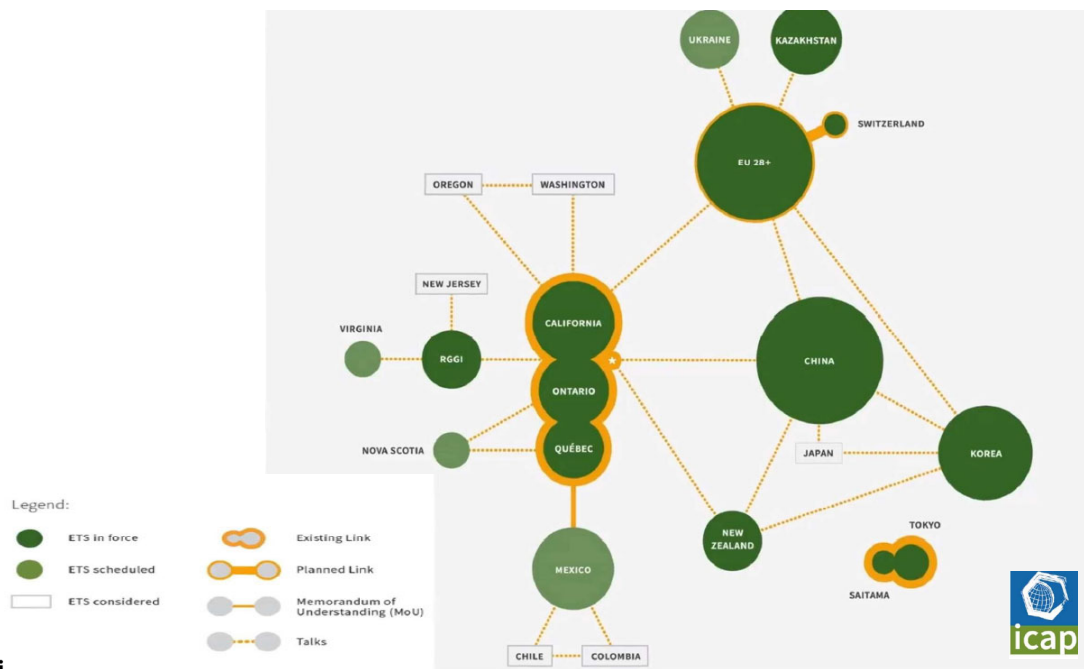 UKRAINE
KAZAKHSTAN
SWITZERLAND
EU 28+
OREGON
WASHINGTON
NEW JERSEY
CALIFORNIA
VIRGINIA
RGGI
CHINA
ONTARIO
NOVA SCOTIA
QUÉBEC
JAPAN
KOREA
NEW
ZEALAND
TOKYO
MEXICO
SAITAMA
CHILE
COLOMBIA
Legend:
ETS in force
Existing Link
ETS scheduled
Planned Link
ETS considered
Memorandum of
Understanding (MoU)
Talks
icap